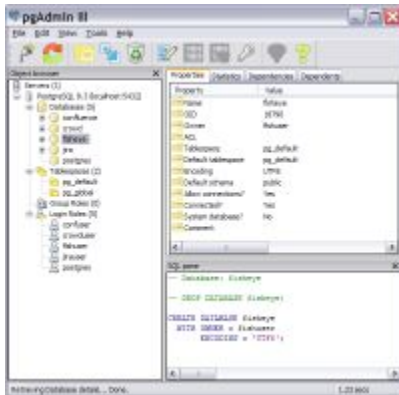 pgAdmin III
File Edit View Tools Help
Object browser
Servers (1)
PostgreSQL 8.3 (localhost:5432)
Databases (5)
confluence
crowd
fisheye
jira
postgres
Tablespaces (2)
pg_default
pg_global
Group Roles (0)
Login Roles (5)
confuser
crowduser
fishuser
jirauser
postgres
Properties Statistics Dependencies Dependents
Property Value
Name fisheye
OID
Owner fishuser
ACL
Tablespace pg_default
Default tablespace pg_default
Encoding UTF8
Default schema public
Allow connections? Yes
Connected? Yes
System database? No
Comment
SQL pane
-- Database: fisheye
-- DROP DATABASE fisheye;
CREATE DATABASE fisheye
WITH OWNER = fishuser
ENCODING = 'UTF8';
Retrieving Database details... Done.
secs